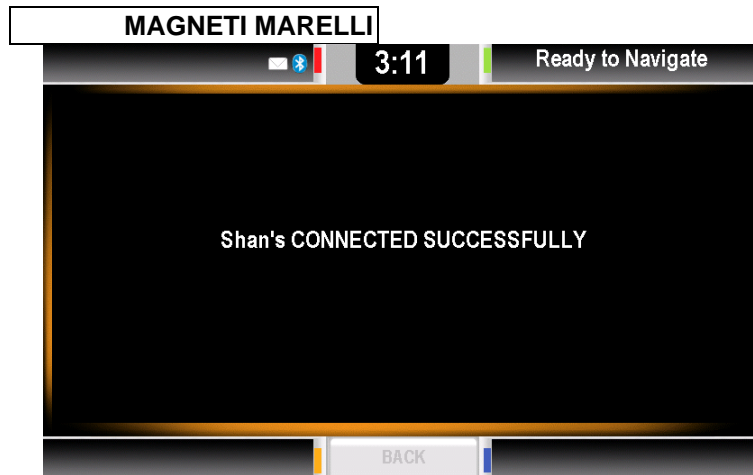 MAGNETI MARELLI
3:11
Ready to Navigate
Shan's CONNECTED SUCCESSFULLY
BACK